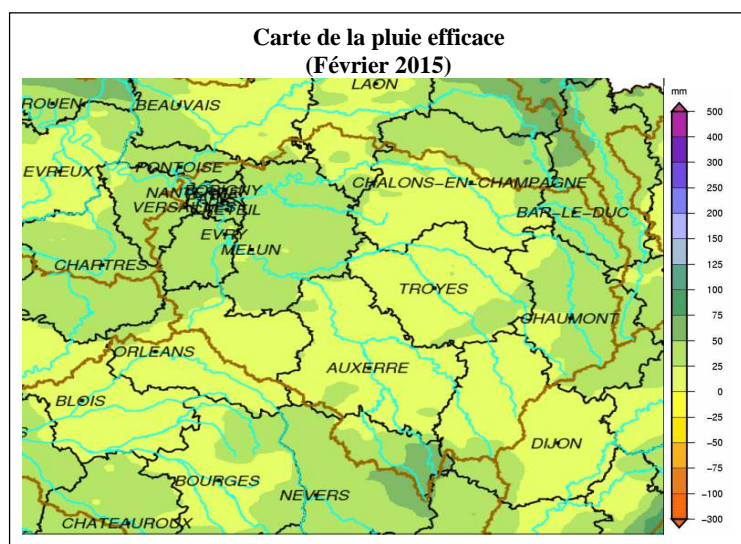 Carte de la pluie efficace
(Février 2015)
mm
LAON
ROUEN
BEAUVAIS
EVREUX
PONTOISE
BOBIGNY
CHALONS-EN-CHAMPAGNE
VERSAILLES
CRETEIL
BAR-LE-DUC
EVRY
MELUN
CHARTRES
TROYES
CHAUMONT
ORLEANS
AUXERRE
BLOIS
DIJON
BOURGES
NEVERS
CHATEAUROUX
500
400
300
250
200
150
125
100
75
50
25
0
-25
-50
-75
-100
-300